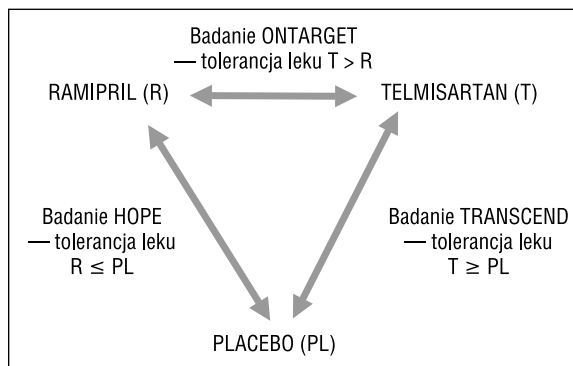 Badanie ONTARGET
— tolerancja leku T > R
RAMIPRIL (R)
TELMISARTAN (T)
Badanie HOPE
— tolerancja leku
R ≤ PL
Badanie TRANSCEND
— tolerancja leku
T ≥ PL
PLACEBO (PL)